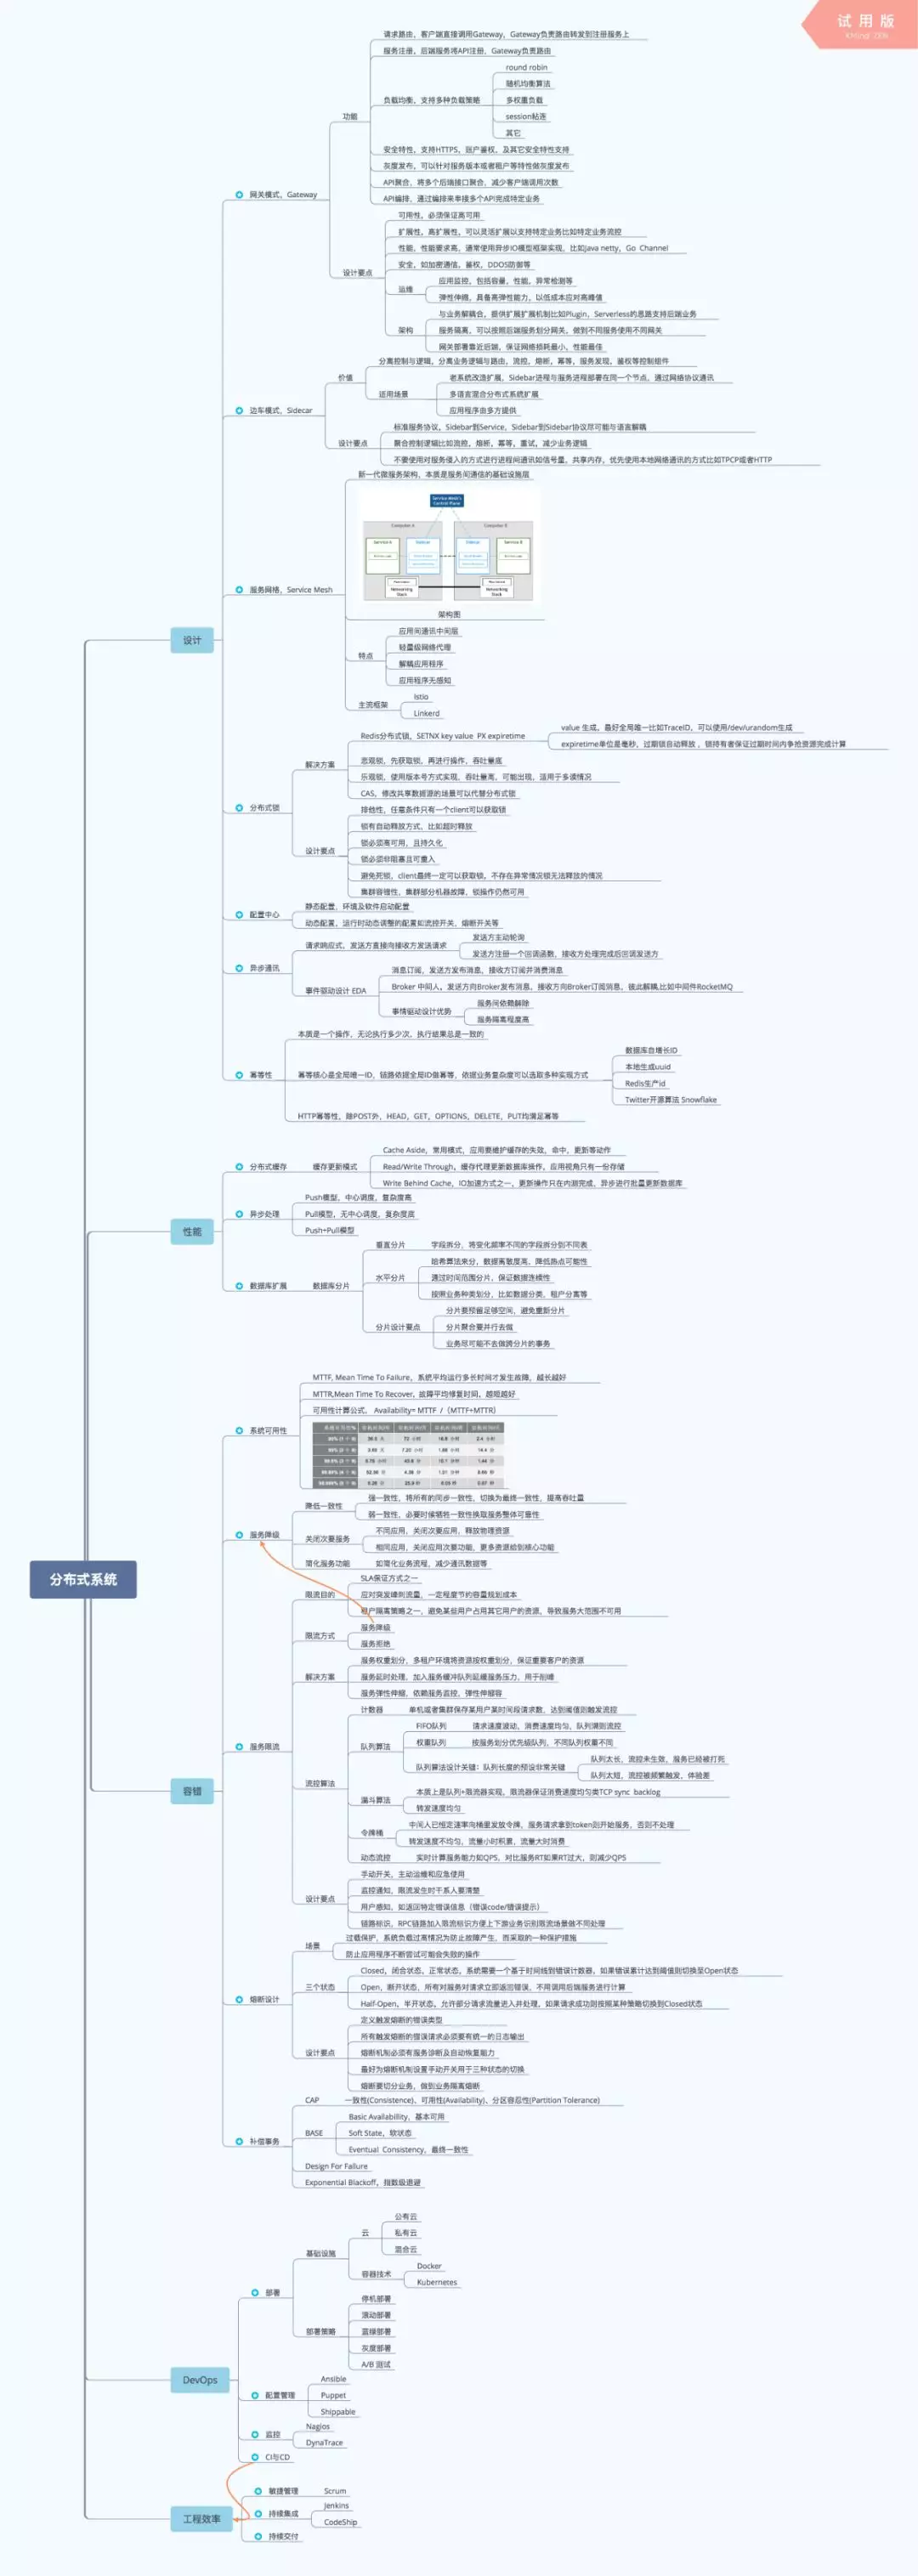 试用版
XMind ZEN
请求路由，客户端直接调用Gateway，Gateway负责路由转发到注册服务上
服务注册，后端服务将API注册，Gateway负责路由
round robin
随机均衡算法
负载均衡，支持多种负载策略
多权重负载
session粘连
其它
功能
安全特性，支持HTTPS，账户鉴权，及其它安全特性支持
灰度发布，可以针对服务版本或者租户等特性做灰度发布
API聚合，将多个后端接口聚合，减少客户端调用次数
API编排，通过编排来串接多个API完成特定业务
网关模式，Gateway
可用性，必须保证高可用
扩展性，高扩展性，可以灵活扩展以支持特定业务比如特定业务流控
性能，性能要求高，通常使用异步IO模型框架实现，比如java netty，Go Channel
安全，如加密通信，鉴权，DDOS防御等
设计要点
应用监控，包括容量，性能，异常检测等
运维
弹性伸缩，具备高弹性能力，以低成本应对高峰值
与业务解耦合，提供扩展扩展机制比如Plugin，Serverless的思路支持后端业务
架构
服务隔离，可以按照后端服务划分网关，做到不同服务使用不同网关
网关部署靠近后端，保证网络损耗最小，性能最佳
分离控制与逻辑，分离业务逻辑与路由，流控，熔断，幂等，服务发现，鉴权等控制组件
价值
老系统改造扩展，Sidebar进程与服务进程部署在同一个节点，通过网络协议通讯
适用场景
多语言混合分布式系统扩展
应用程序由多方提供
边车模式，Sidecar
标准服务协议，Sidebar到Service，Sidebar到Sidebar协议尽可能与语言解耦
设计要点
聚合控制逻辑比如流控，熔断，幂等，重试，减少业务逻辑
不要使用对服务侵入的方式进行进程间通讯如信号量，共享内存，优先使用本地网络通讯的方式比如TPCP或者HTTP
新一代微服务架构，本质是服务间通信的基础设施层
Service Mesh's
Control Plane
Computer A
Computer B
Service A
Sidecar
Sidecar
Service B
Networking
Stack
Networking
Stack
服务网格，Service Mesh
架构图
应用间通讯中间层
轻量级网络代理
特点
解耦应用程序
应用程序无感知
Istio
主流框架
Linkerd
设计
value 生成，最好全局唯一比如TraceID，可以使用/dev/urandom生成
Redis分布式锁，SETNX key value PX expiretime
expiretime单位是毫秒，过期锁自动释放 ，锁持有者保证过期时间内争抢资源完成计算
解决方案
悲观锁，先获取锁，再进行操作，吞吐量底
乐观锁，使用版本号方式实现，吞吐量高，可能出现，适用于多读情况
CAS，修改共享数据源的场景可以代替分布式锁
分布式锁
排他性，任意条件只有一个client可以获取锁
锁有自动释放方式，比如超时释放
锁必须高可用，且持久化
设计要点
锁必须非阻塞且可重入
避免死锁，client最终一定可以获取锁，不存在异常情况锁无法释放的情况
集群容错性，集群部分机器故障，锁操作仍然可用
静态配置，环境及软件启动配置
配置中心
动态配置，运行时动态调整的配置如流控开关，熔断开关等
发送方主动轮询
请求响应式，发送方直接向接收方发送请求
发送方注册一个回调函数，接收方处理完成后回调发送方
异步通讯
消息订阅，发送方发布消息，接收方订阅并消费消息
事件驱动设计 EDA
Broker 中间人，发送方向Broker发布消息，接收方向Broker订阅消息，彼此解耦,比如中间件RocketMQ
服务间依赖解除
事情驱动设计优势
服务隔离程度高
本质是一个操作，无论执行多少次，执行结果总是一致的
数据库自增长ID
本地生成uuid
幂等性
幂等核心是全局唯一ID，链路依据全局ID做幂等，依据业务复杂度可以选取多种实现方式
Redis生产id
Twitter开源算法 Snowflake
HTTP幂等性，除POST外，HEAD，GET，OPTIONS，DELETE，PUT均满足幂等
Cache Aside，常用模式，应用要维护缓存的失效，命中，更新等动作
分布式缓存
缓存更新模式
Read/Write Through，缓存代理更新数据库操作，应用视角只有一份存储
Write Behind Cache，IO加速方式之一，更新操作只在内测完成，异步进行批量更新数据库
Push模型，中心调度，复杂度高
异步处理
Pull模型，无中心调度，复杂度底
Push+Pull模型
性能
垂直分片
字段拆分，将变化频率不同的字段拆分到不同表
哈希算法来分，数据离散度高，降低热点可能性
水平分片
通过时间范围分片，保证数据连续性
数据库扩展
数据库分片
按照业务种类划分，比如数据分类，租户分离等
分片要预留足够空间，避免重新分片
分片设计要点
分片聚合要并行去做
业务尽可能不去做跨分片的事务
MTTF, Mean Time To Failure，系统平均运行多长时间才发生故障，越长越好
MTTR,Mean Time To Recover，故障平均修复时间，越短越好
可用性计算公式， Availability= MTTF /（MTTF+MTTR）
系统可用性
强一致性，将所有的同步一致性，切换为最终一致性，提高吞吐量
降低一致性
弱一致性，必要时候牺牲一致性换取服务整体可靠性
服务降级
不同应用，关闭次要应用，释放物理资源
关闭次要服务
相同应用，关闭应用次要功能，更多资源给到核心功能
简化服务功能
如简化业务流程，减少通讯数据等
分布式系统
SLA保证方式之一
限流目的
应对突发峰刺流量，一定程度节约容量规划成本
租户隔离策略之一，避免某些用户占用其它用户的资源，导致服务大范围不可用
服务降级
限流方式
服务拒绝
服务权重划分，多租户环境将资源按权重划分，保证重要客户的资源
解决方案
服务延时处理，加入服务缓冲队列延缓服务压力，用于削峰
服务弹性伸缩，依赖服务监控，弹性伸缩容
计数器
单机或者集群保存某用户某时间段请求数，达到阈值则触发流控
FIFO队列
请求速度波动，消费速度均匀，队列满则流控
服务限流
队列算法
权重队列
按服务划分优先级队列，不同队列权重不同
队列算法设计关键：队列长度的预设非常关键
队列太长，流控未生效，服务已经被打死
队列太短，流控被频繁触发，体验差
流控算法
容错
本质上是队列+限流器实现，限流器保证消费速度均匀类TCP sync backlog
漏斗算法
转发速度均匀
中间人已恒定速率向桶里发放令牌，服务请求拿到token则开始服务，否则不处理
令牌桶
转发速度不均匀，流量小时积累，流量大时消费
动态流控
实时计算服务能力如QPS，对比服务RT如果RT过大，则减少QPS
手动开关，主动运维和应急使用
监控通知，限流发生时干系人要清楚
设计要点
用户感知，如返回特定错误信息（错误code/错误提示）
链路标识，RPC链路加入限流标识方便上下游业务识别限流场景做不同处理
过载保护，系统负载过高情况为防止故障产生，而采取的一种保护措施
场景
防止应用程序不断尝试可能会失败的操作
Closed，闭合状态，正常状态，系统需要一个基于时间线到错误计数器，如果错误累计达到阈值则切换至Open状态
三个状态
Open，断开状态，所有对服务对请求立即返回错误，不用调用后端服务进行计算
熔断设计
Half-Open，半开状态，允许部分请求流量进入并处理，如果请求成功则按照某种策略切换到Closed状态
定义触发熔断的错误类型
所有触发熔断的错误请求必须要有统一的日志输出
设计要点
熔断机制必须有服务诊断及自动恢复能力
最好为熔断机制设置手动开关用于三种状态的切换
熔断要切分业务，做到业务隔离熔断
CAP
一致性(Consistence)、可用性(Availability)、分区容忍性(Partition Tolerance)
Basic Availabillity，基本可用
BASE
Soft State，软状态
补偿事务
Eventual Consistency，最终一致性
Design For Failure
Exponential Blackoff，指数级退避
公有云
云
私有云
混合云
基础设施
Docker
容器技术
Kubernetes
部署
停机部署
滚动部署
部署策略
蓝绿部署
灰度部署
A/B 测试
DevOps
Ansible
配置管理
Puppet
Shippable
Nagios
监控
DynaTrace
CI与CD
敏捷管理
Scrum
Jenkins
工程效率
持续集成
CodeShip
持续交付